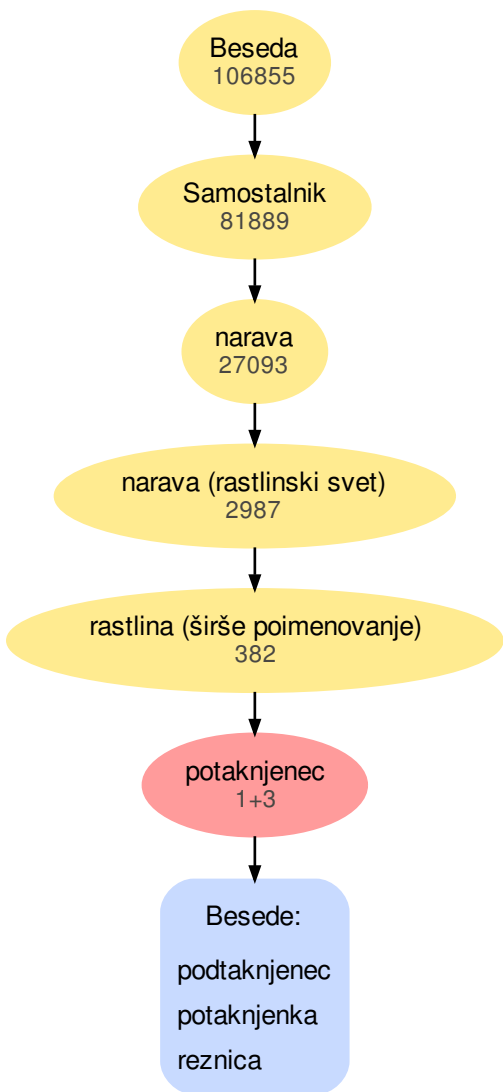 Beseda
106855
Samostalnik
81889
narava
27093
narava (rastlinski svet)
2987
rastlina (širše poimenovanje)
382
potaknjenec
1+3
Besede:
podtaknjenec
potaknjenka
reznica